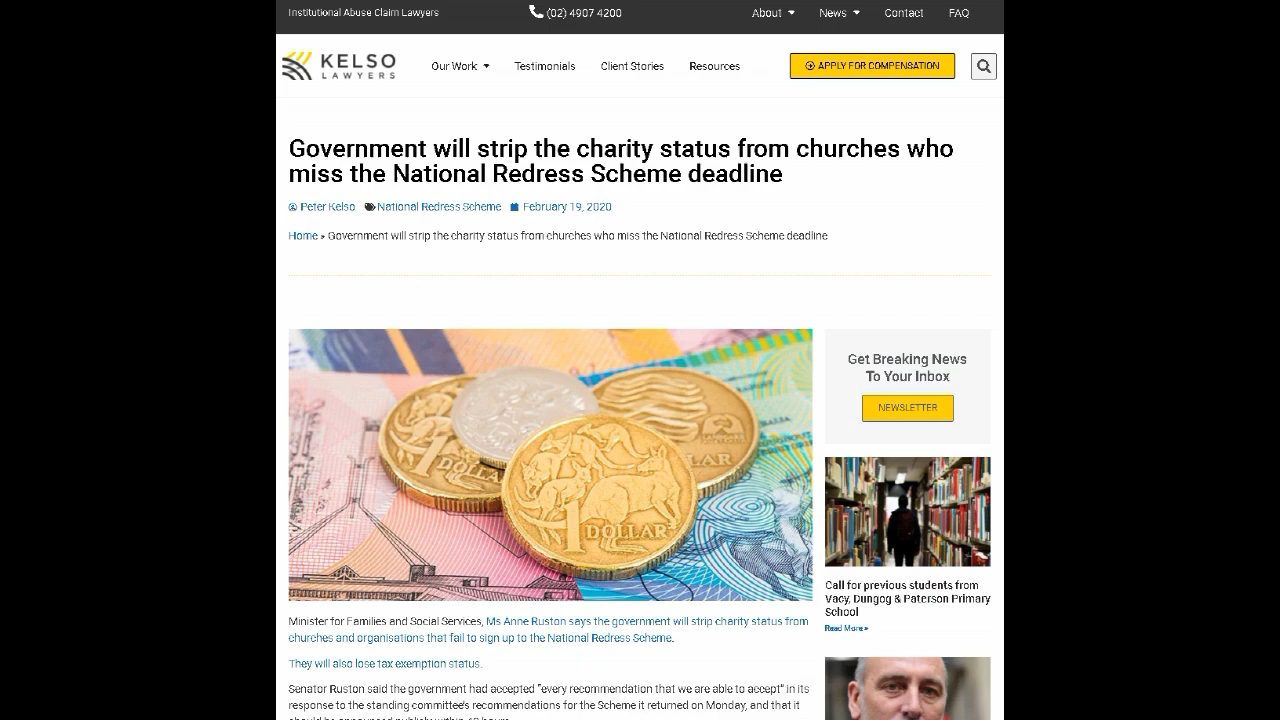 Institutional Abuse Claim Lawyers
(02) 4907 4200
About
News
Contact
FAQ
KELSO
LAWYERS
Our Work
Testimonials
Client Stories
Resources
APPLY FOR COMPENSATION
Government will strip the charity status from churches who
miss the National Redress Scheme deadline
Peter Kelso
National Redress Scheme
February 19, 2020
Home » Government will strip the charity status from churches who miss the National Redress Scheme deadline
1 DOLLA
LAR
1 DOLLAR
Get Breaking News
To Your Inbox
NEWSLETTER
Call for previous students from
Vacy, Dungog & Paterson Primary
School
Read More »
Minister for Families and Social Services, Ms Anne Ruston says the government will strip charity status from
churches and organisations that fail to sign up to the National Redress Scheme.
They will also lose tax exemption status.
Senator Ruston said the government had accepted "every recommendation that we are able to accept" in its
response to the standing committee's recommendations for the Scheme it returned on Monday, and that it